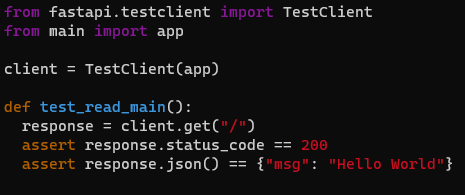 from fastapi.testclient import TestClient
from main import app

client = TestClient(app)

def test_read_main():
  response = client.get("/")
  assert response.status_code == 200
  assert response.json() == {"msg": "Hello World"}